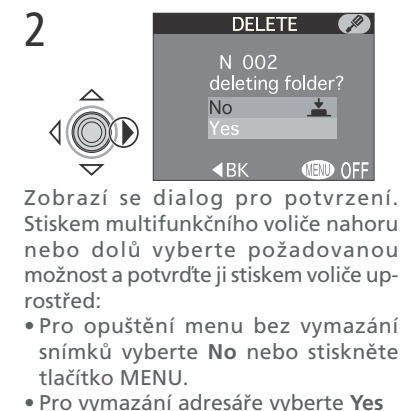 2
DELETE
N 002
deleting folder?
No
Yes
BK
MENU OFF
Zobrazí se dialog pro potvrzení.
Stiskem multifunkčního voliče nahoru
nebo dolů vyberte požadovanou
možnost a potvrďte ji stiskem voliče up-
rostřed:
• Pro opuštění menu bez vymazání
snímků vyberte No nebo stiskněte
tlačítko MENU.
• Pro vymazání adresáře vyberte Yes